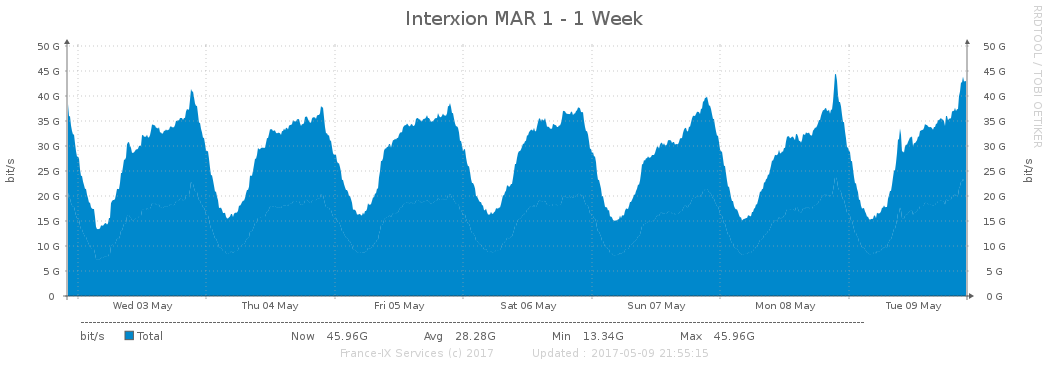 Interxion MAR 1 - 1 Week
RRDTOOL / TOBI OETIKER
bit/s
50 G 50 G
45 G 45 G
40 G 40 G
35 G 35 G
30 G 30 G
25 G 25 G
20 G 20 G
15 G 15 G
10 G 10 G
5 G 5 G
0 0 G
bit/s
Wed 03 May Thu 04 May Fri 05 May Sat 06 May Sun 07 May Mon 08 May Tue 09 May
bit/s Total Now 45.96G Avg 28.28G Min 13.34G Max 45.96G
France-IX Services (c) 2017 Updated : 2017-05-09 21:55:15